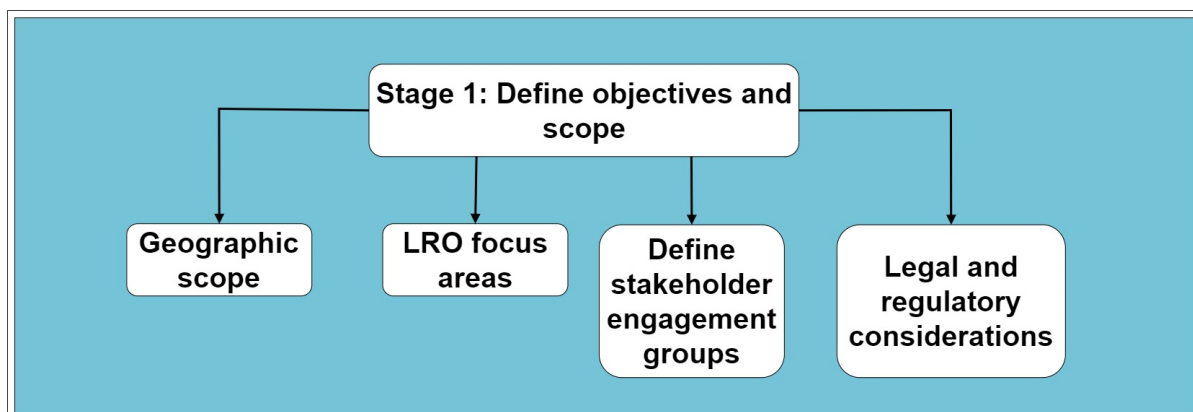 Stage 1: Define objectives and
scope
Geographic
scope
LRO focus
areas
Define
stakeholder
engagement
groups
Legal and
regulatory
considerations